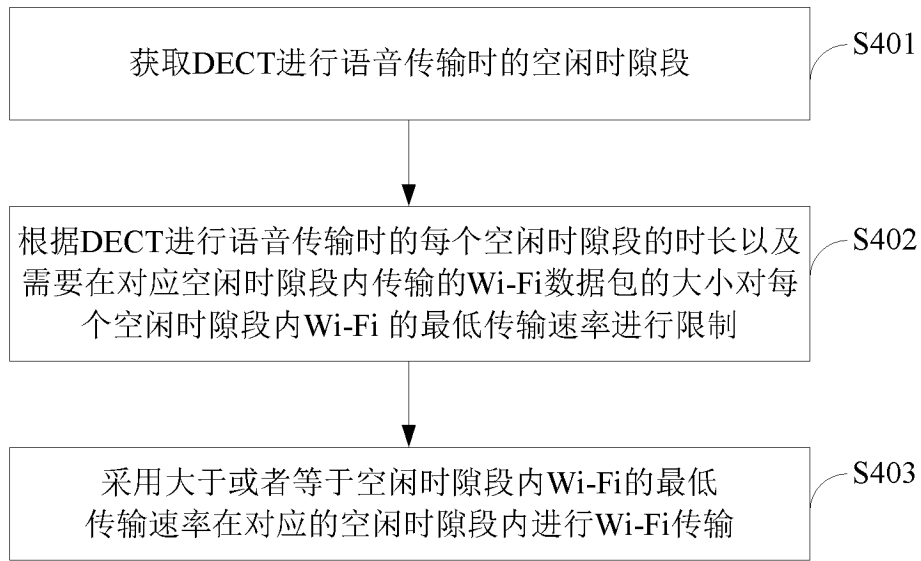 获取DECT进行语音传输时的空闲时隙段
S401
根据DECT进行语音传输时的每个空闲时隙段的时长以及
需要在对应空闲时隙段内传输的Wi-Fi数据包的大小对每
个空闲时隙段内Wi-Fi 的最低传输速率进行限制
S402
采用大于或者等于空闲时隙段内Wi-Fi的最低
传输速率在对应的空闲时隙段内进行Wi-Fi传输
S403